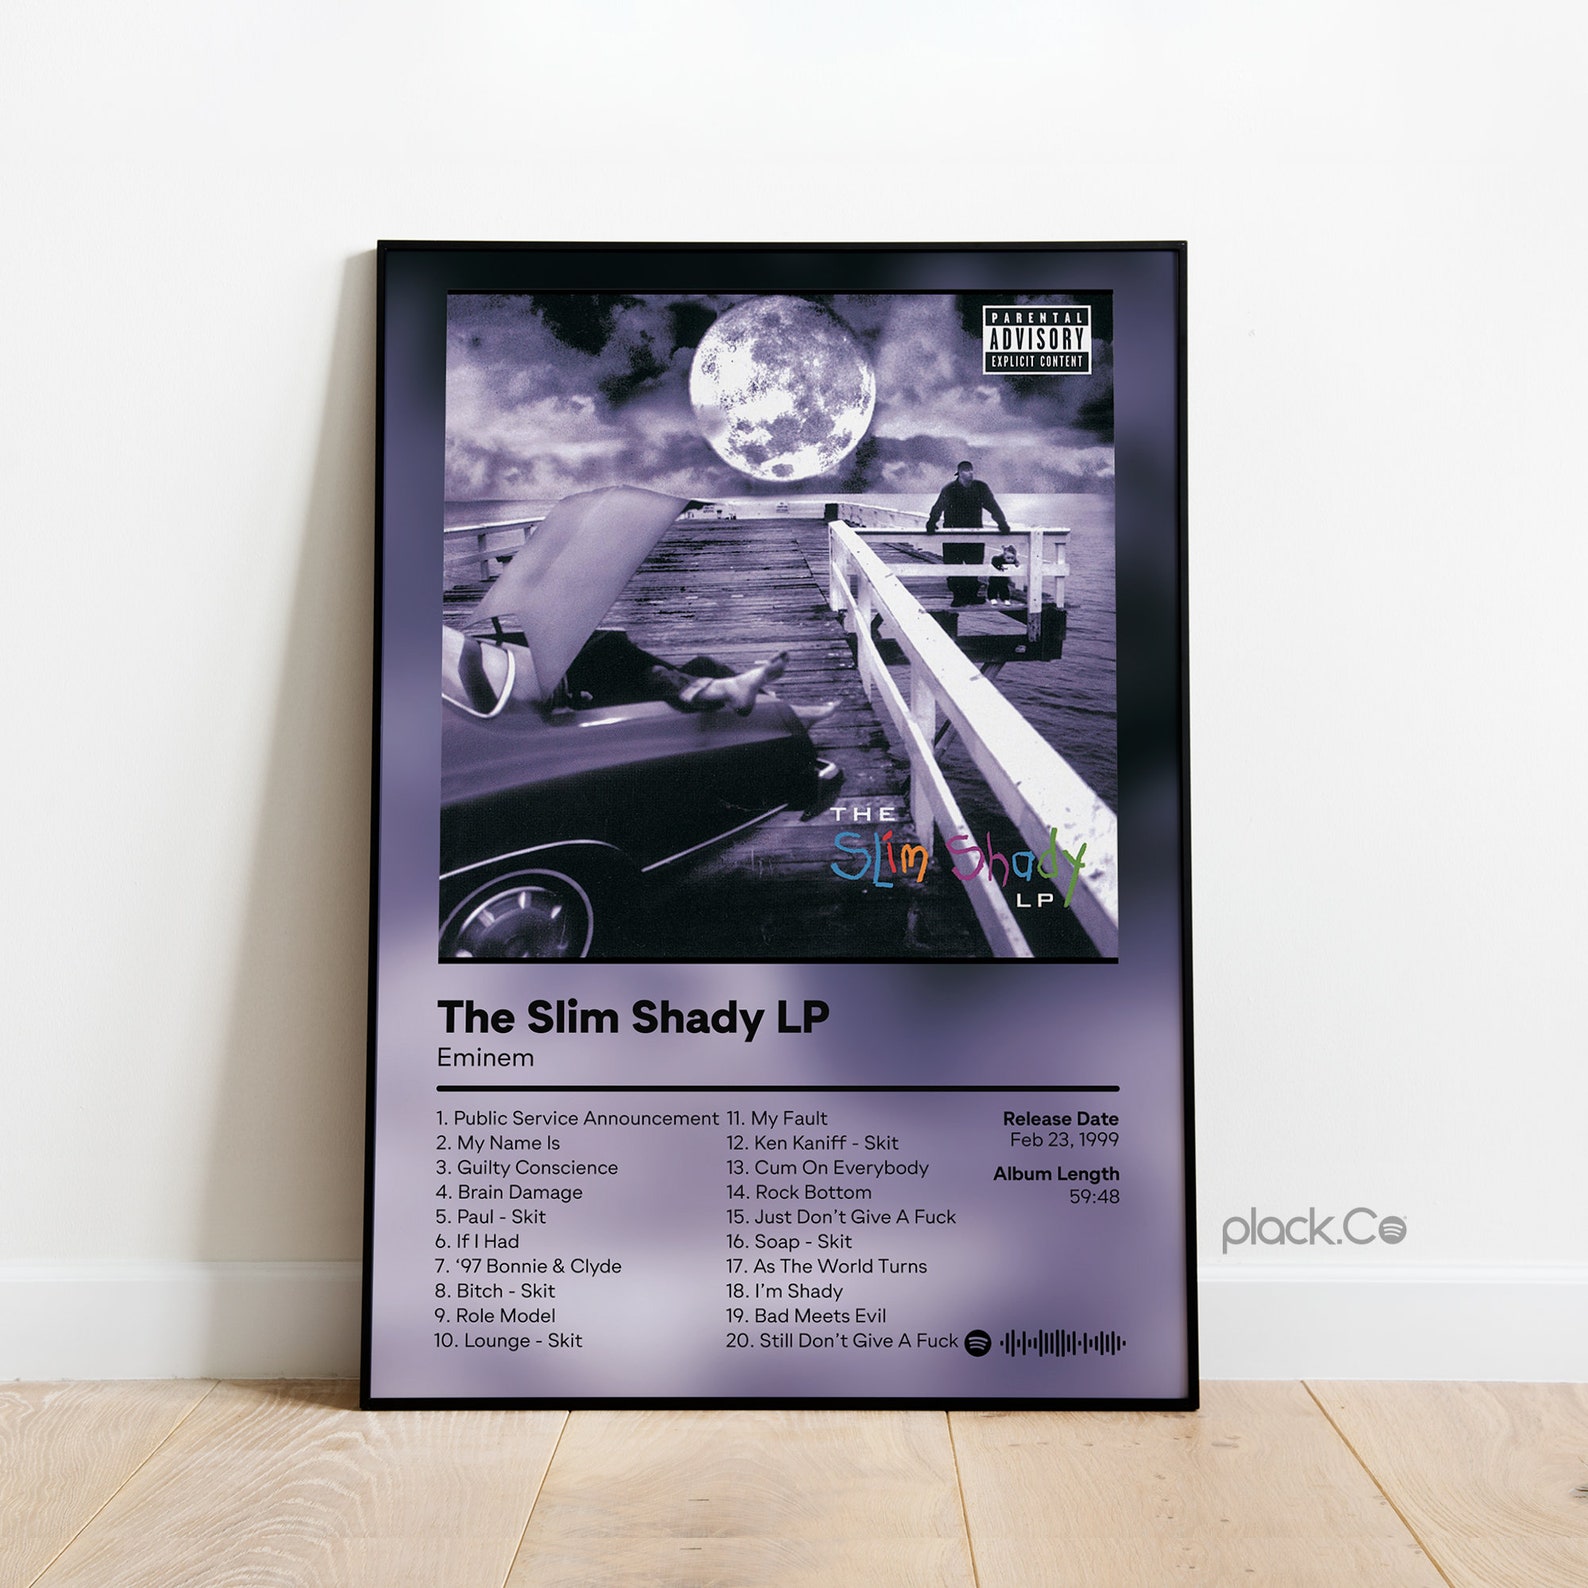 PARENTAL
ADVISORY
EXPLICIT CONTENT
THE
Slim Shady
LP
The Slim Shady LP
Eminem
1. Public Service Announcement
2. My Name Is
3. Guilty Conscience
4. Brain Damage
5. Paul - Skit
6. If I Had
7. ‘97 Bonnie & Clyde
8. Bitch - Skit
9. Role Model
10. Lounge - Skit
11. My Fault
12. Ken Kaniff - Skit
13. Cum On Everybody
14. Rock Bottom
15. Just Don’t Give A Fuck
16. Soap - Skit
17. As The World Turns
18. I’m Shady
19. Bad Meets Evil
20. Still Don’t Give A Fuck
Release Date
Feb 23, 1999
Album Length
59:48
plack.Co